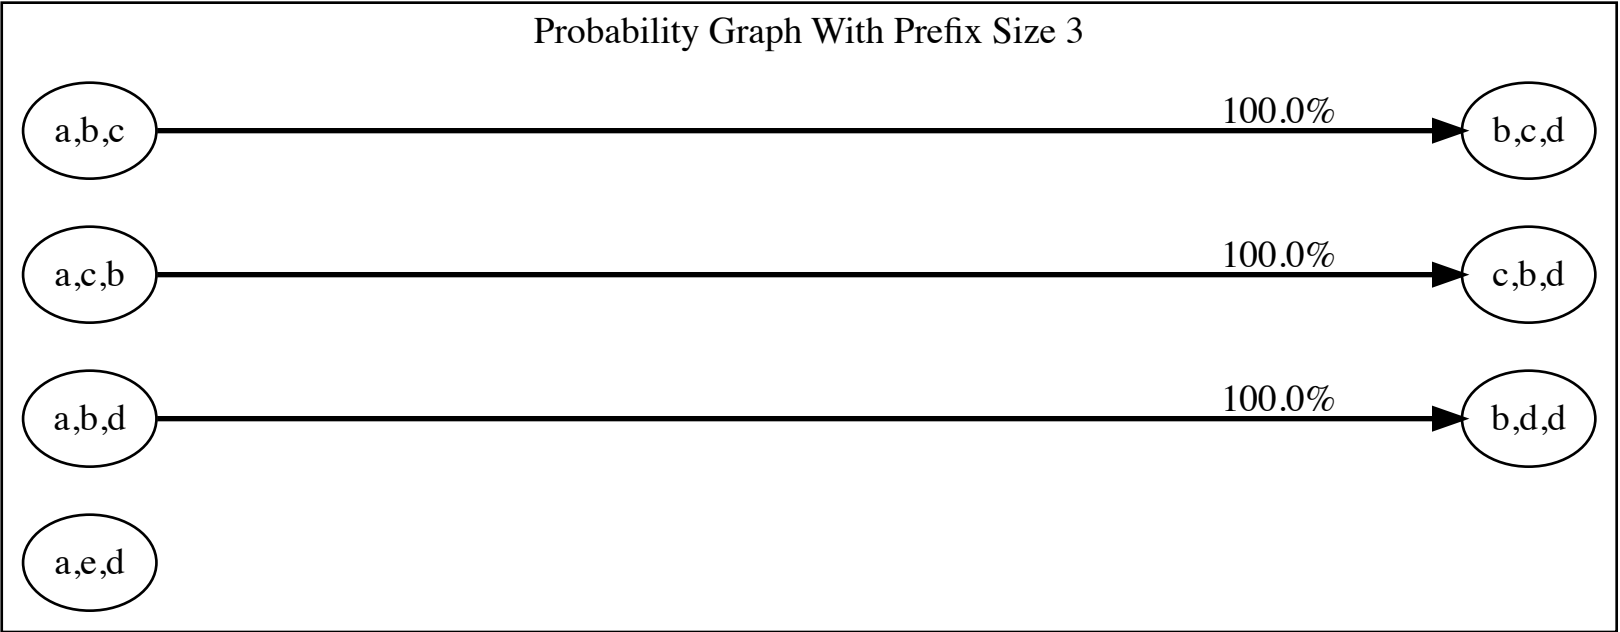 Probability Graph With Prefix Size 3
a,b,c
100.0%
b,c,d
a,c,b
100.0%
c,b,d
a,b,d
100.0%
b,d,d
a,e,d